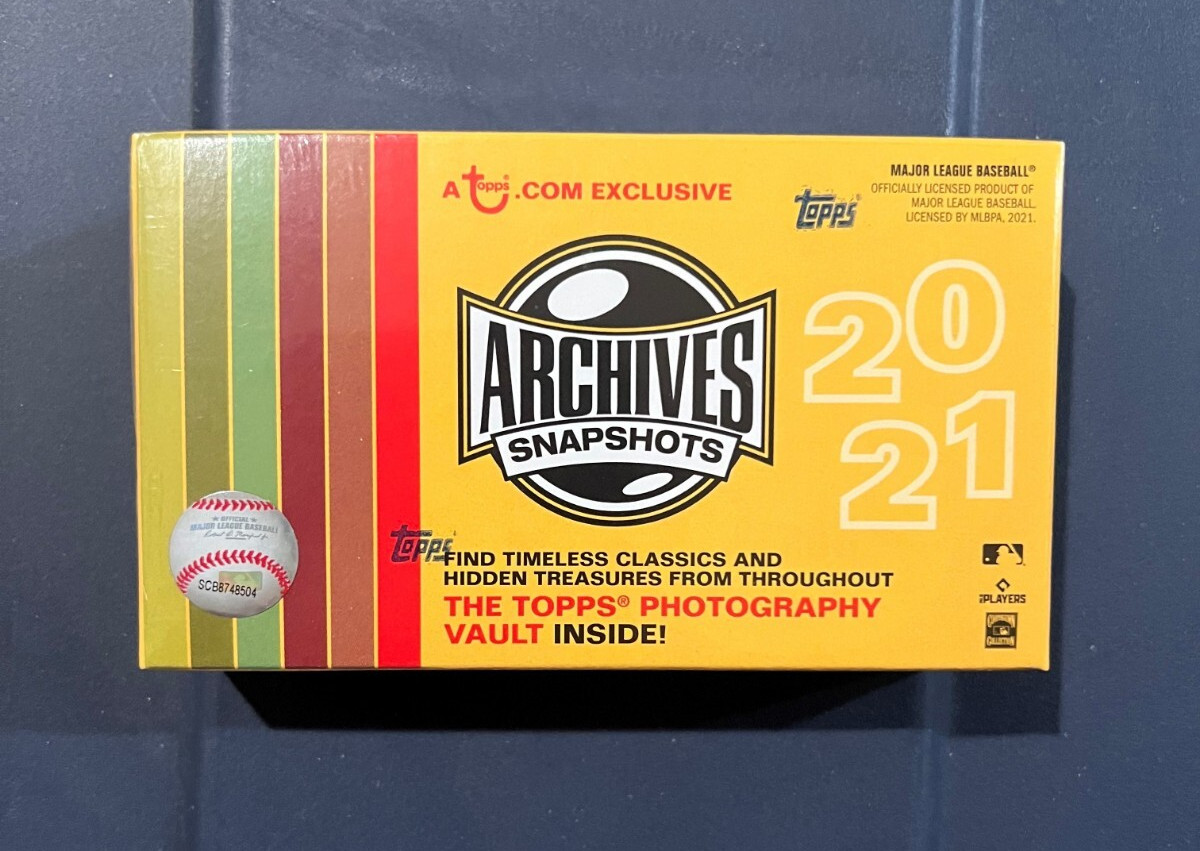 A topps® .COM EXCLUSIVE
MAJOR LEAGUE BASEBALL®
OFFICIALLY LICENSED PRODUCT OF
MAJOR LEAGUE BASEBALL.
LICENSED BY MLBPA, 2021.
topps®
20
21
ARCHIVES
SNAPSHOTS
OFFICIAL
MAJOR LEAGUE BASEBALL
SCB8748504
topps
FIND TIMELESS CLASSICS AND
HIDDEN TREASURES FROM THROUGHOUT
THE TOPPS® PHOTOGRAPHY
VAULT INSIDE!
PLAYERS
COLLECTION